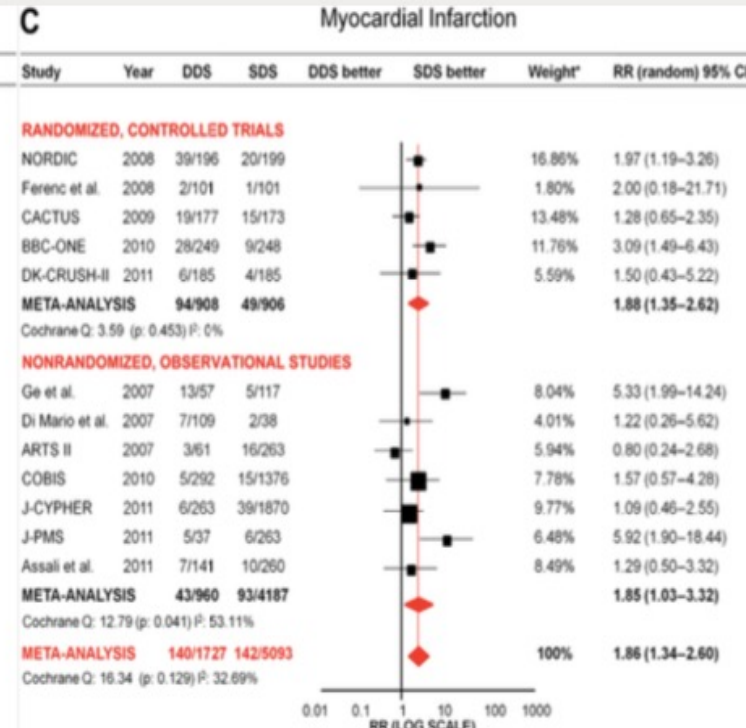 C
Myocardial Infarction
Study Year DDS SDS DDS better SDS better Weight* RR (random) 95% CI
RANDOMIZED, CONTROLLED TRIALS
NORDIC 2008 39/196 20/199 16.86% 1.97 (1.19–3.26)
Ferenc et al. 2008 2/101 1/101 1.80% 2.00 (0.18–21.71)
CACTUS 2009 19/177 15/173 13.48% 1.28 (0.65–2.35)
BBC-ONE 2010 28/249 9/248 11.76% 3.09 (1.49–6.43)
DK-CRUSH-II 2011 6/185 4/185 5.59% 1.50 (0.43–5.22)
META-ANALYSIS 94/908 49/906 1.88 (1.35–2.62)
Cochrane Q: 3.59 (p: 0.453) I²: 0%
NONRANDOMIZED, OBSERVATIONAL STUDIES
Ge et al. 2007 13/57 5/117 8.04% 5.33 (1.99–14.24)
Di Mario et al. 2007 7/109 2/38 4.01% 1.22 (0.26–5.62)
ARTS II 2007 3/61 16/263 5.94% 0.80 (0.24–2.68)
COBIS 2010 5/292 15/1376 7.78% 1.57 (0.57–4.28)
J-CYPHER 2011 6/263 39/1870 9.77% 1.09 (0.46–2.55)
J-PMS 2011 5/37 6/263 6.48% 5.92 (1.90–18.44)
Assali et al. 2011 7/141 10/260 8.49% 1.29 (0.50–3.32)
META-ANALYSIS 43/960 93/4187 1.85 (1.03–3.32)
Cochrane Q: 12.79 (p: 0.041) I²: 53.11%
META-ANALYSIS 140/1727 142/5093 100% 1.86 (1.34–2.60)
Cochrane Q: 16.34 (p: 0.129) I²: 32.69%
0.01 0.1 1 10 100 1000
RR (LOG SCALE)